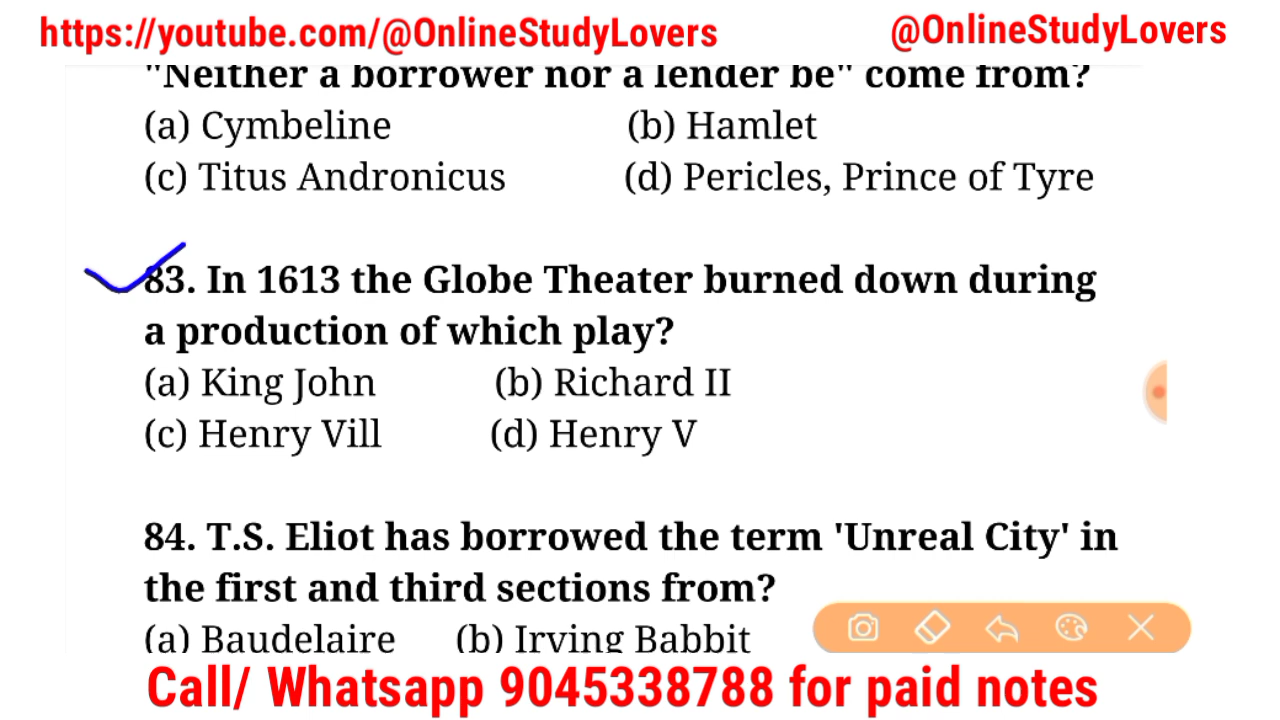 https://youtube.com/@OnlineStudyLovers @OnlineStudyLovers
"Neither a borrower nor a lender be" come from?
(a) Cymbeline (b) Hamlet
(c) Titus Andronicus (d) Pericles, Prince of Tyre
83. In 1613 the Globe Theater burned down during
a production of which play?
(a) King John (b) Richard II
(c) Henry Vill (d) Henry V
84. T.S. Eliot has borrowed the term 'Unreal City' in
the first and third sections from?
(a) Baudelaire (b) Irving Babbit
Call/ Whatsapp 9045338788 for paid notes